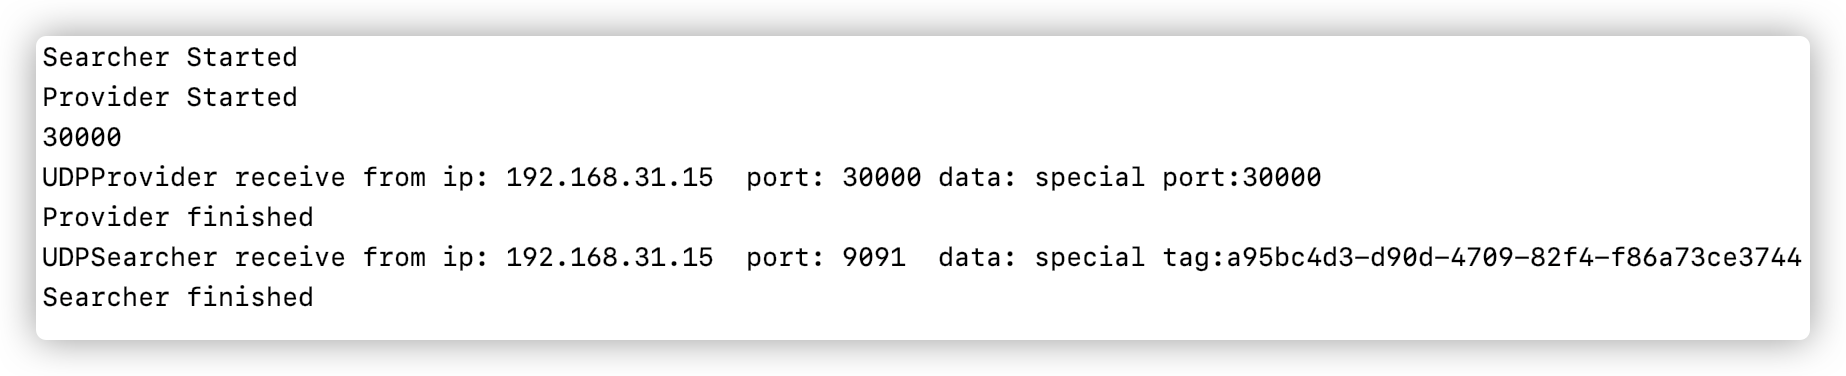 Searcher Started
Provider Started
30000
UDPProvider receive from ip: 192.168.31.15  port: 30000 data: special port:30000
Provider finished
UDPSearcher receive from ip: 192.168.31.15  port: 9091  data: special tag:a95bc4d3-d90d-4709-82f4-f86a73ce3744
Searcher finished